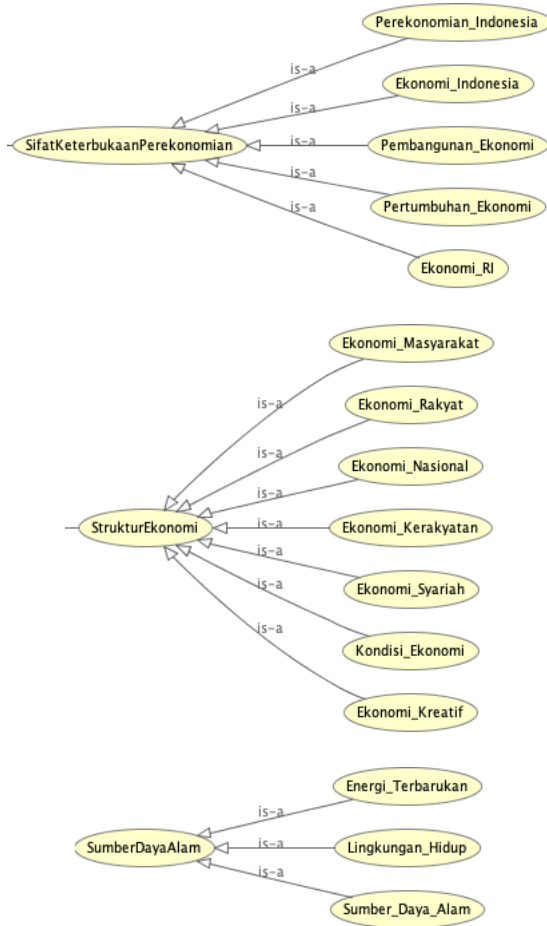 Perekonomian_Indonesia
is-a
Ekonomi_Indonesia
is-a
SifatKeterbukaanPerekonomian
is-a
Pembangunan_Ekonomi
is-a
Pertumbuhan_Ekonomi
is-a
Ekonomi_RI
Ekonomi_Masyarakat
is-a
Ekonomi_Rakyat
is-a
Ekonomi_Nasional
is-a
StrukturEkonomi
is-a
Ekonomi_Kerakyatan
is-a
Ekonomi_Syariah
is-a
Kondisi_Ekonomi
is-a
Ekonomi_Kreatif
Energi_Terbarukan
is-a
SumberDayaAlam
is-a
Lingkungan_Hidup
is-a
Sumber_Daya_Alam